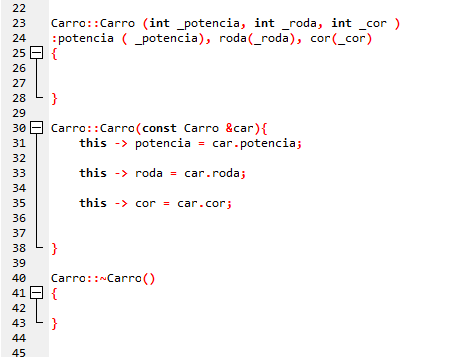 22
23 Carro::Carro (int _potencia, int _roda, int _cor )
24 :potencia ( _potencia), roda(_roda), cor(_cor)
25 {
26
27
28 }
29
30 Carro::Carro(const Carro &car){
31 this -> potencia = car.potencia;
32
33 this -> roda = car.roda;
34
35 this -> cor = car.cor;
36
37
38 }
39
40 Carro::~Carro()
41 {
42
43 }
44
45